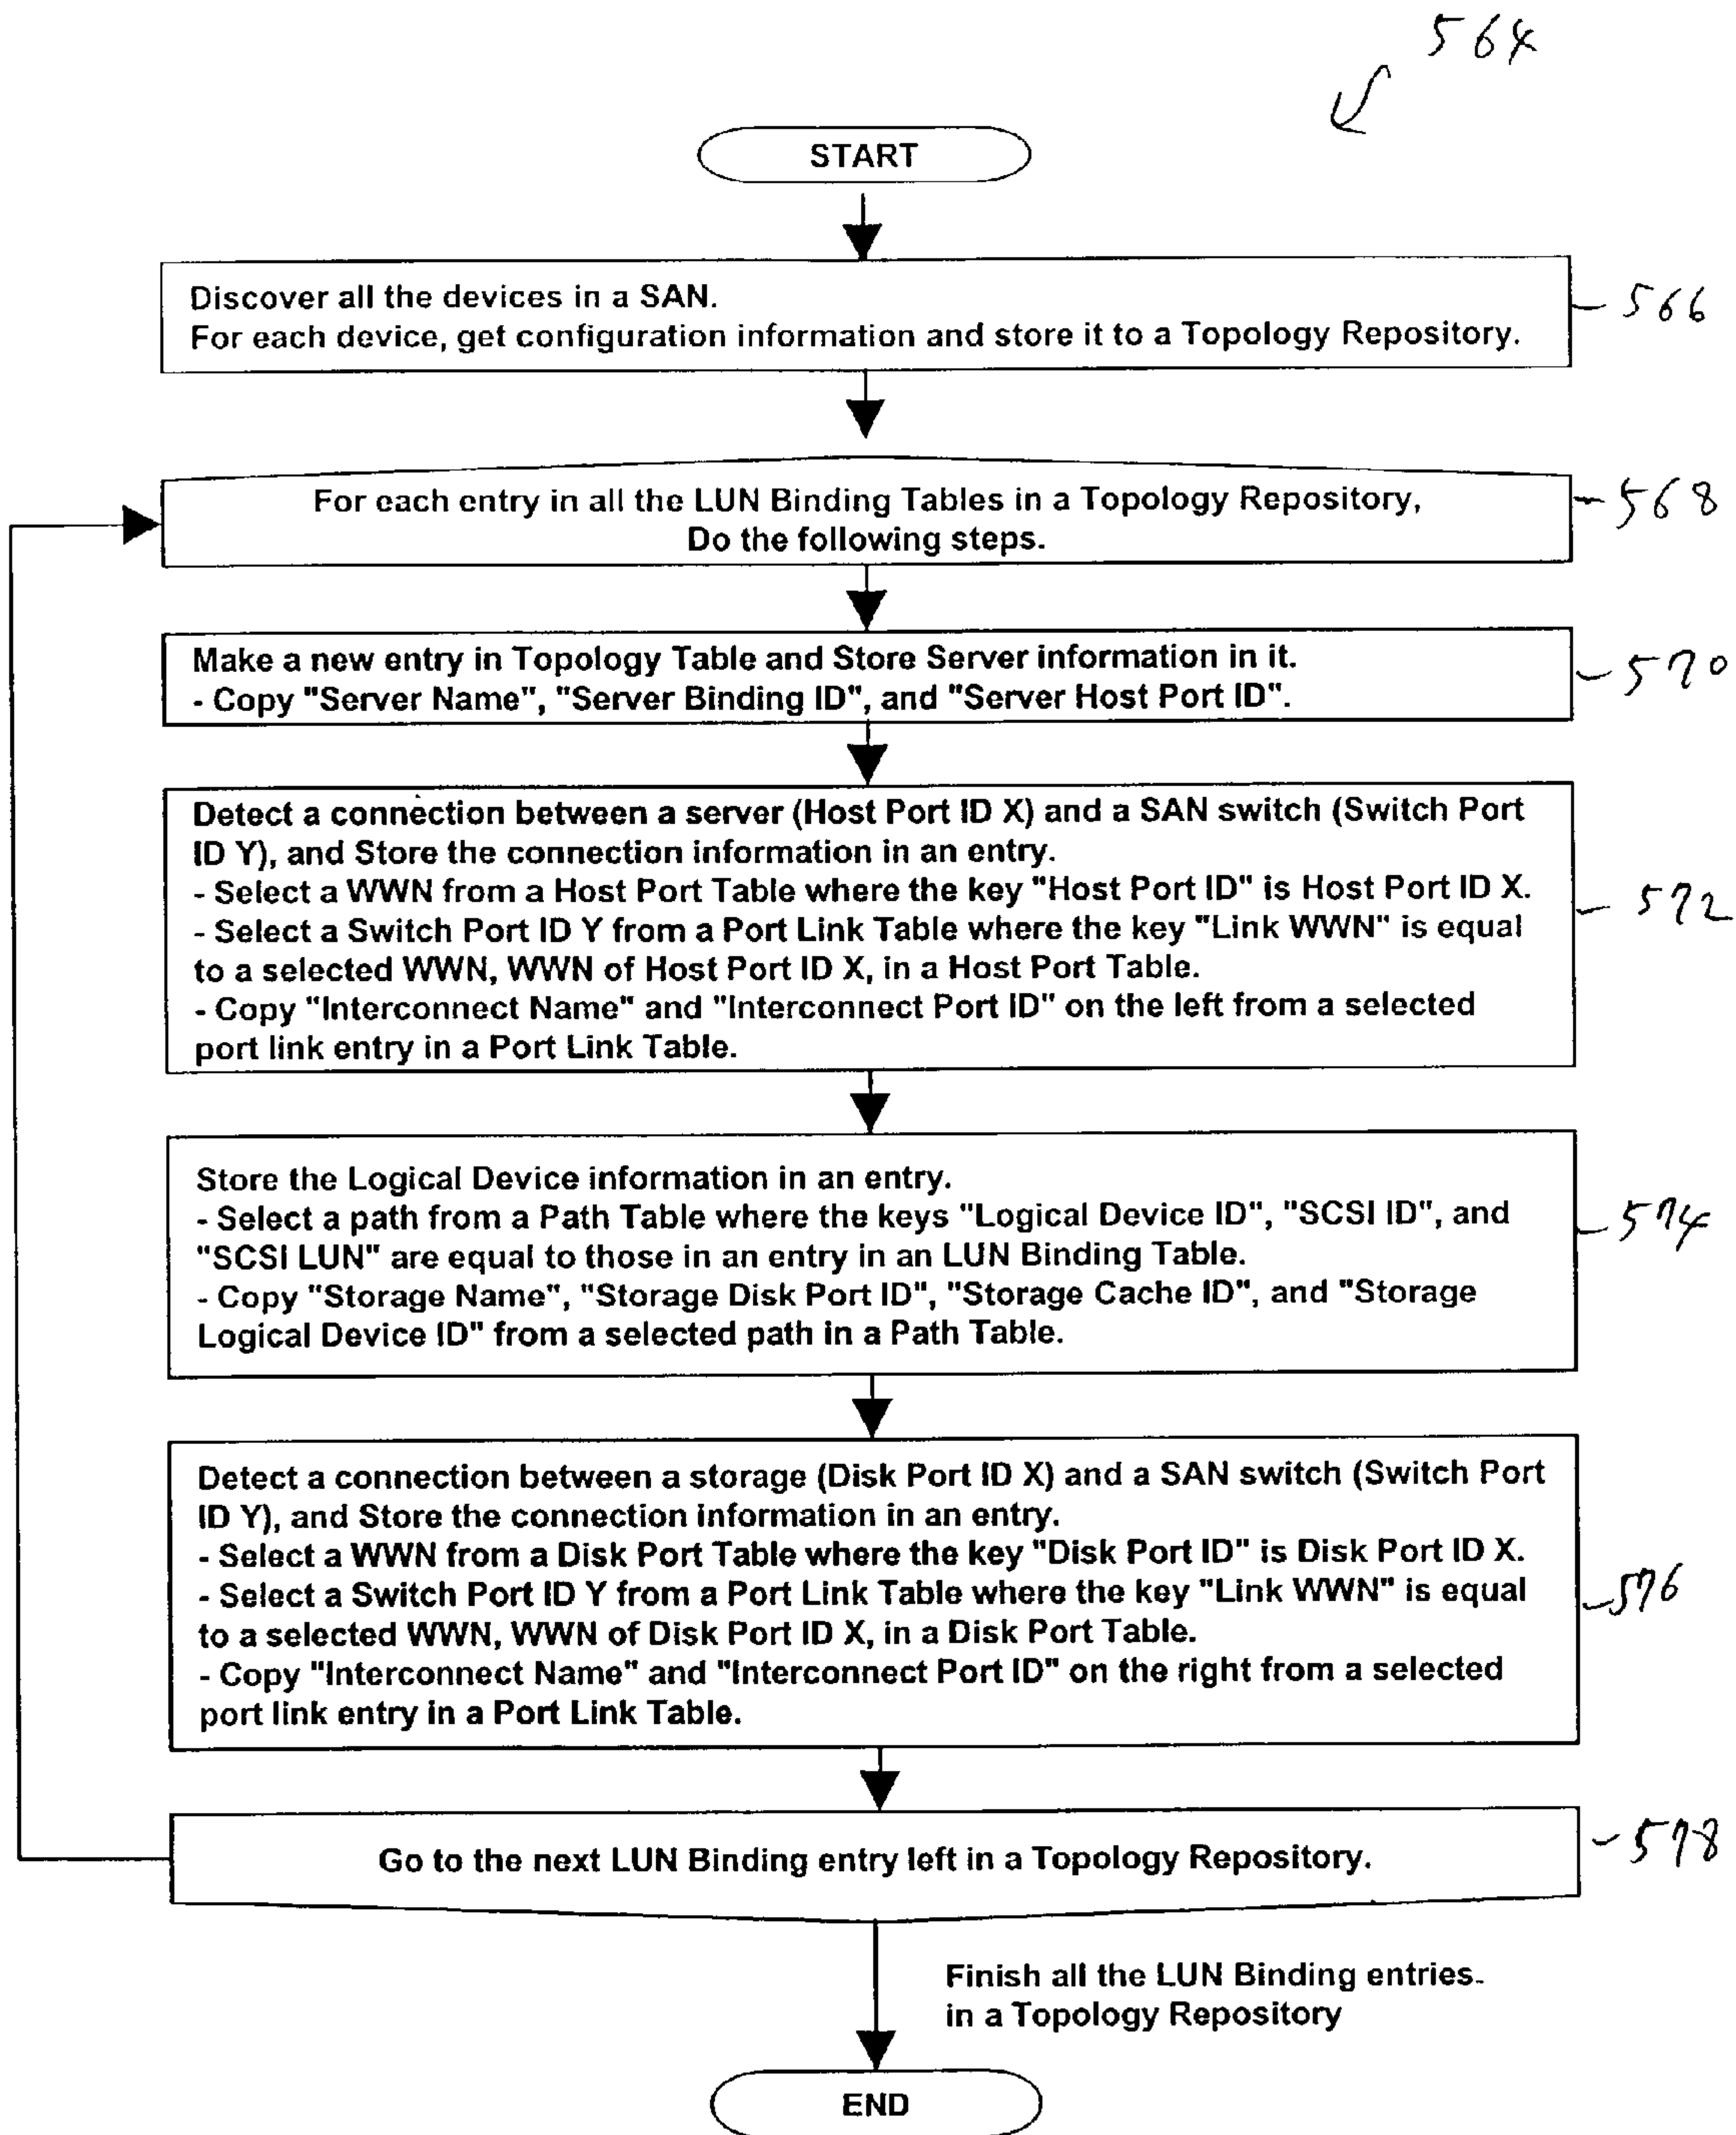 564
START
Discover all the devices in a SAN.
For each device, get configuration information and store it to a Topology Repository.
566
For each entry in all the LUN Binding Tables in a Topology Repository,
Do the following steps.
568
Make a new entry in Topology Table and Store Server information in it.
- Copy "Server Name", "Server Binding ID", and "Server Host Port ID".
570
Detect a connection between a server (Host Port ID X) and a SAN switch (Switch Port
ID Y), and Store the connection information in an entry.
- Select a WWN from a Host Port Table where the key "Host Port ID" is Host Port ID X.
- Select a Switch Port ID Y from a Port Link Table where the key "Link WWN" is equal
to a selected WWN, WWN of Host Port ID X, in a Host Port Table.
- Copy "Interconnect Name" and "Interconnect Port ID" on the left from a selected
port link entry in a Port Link Table.
572
Store the Logical Device information in an entry.
- Select a path from a Path Table where the keys "Logical Device ID", "SCSI ID", and
"SCSI LUN" are equal to those in an entry in an LUN Binding Table.
- Copy "Storage Name", "Storage Disk Port ID", "Storage Cache ID", and "Storage
Logical Device ID" from a selected path in a Path Table.
574
Detect a connection between a storage (Disk Port ID X) and a SAN switch (Switch Port
ID Y), and Store the connection information in an entry.
- Select a WWN from a Disk Port Table where the key "Disk Port ID" is Disk Port ID X.
- Select a Switch Port ID Y from a Port Link Table where the key "Link WWN" is equal
to a selected WWN, WWN of Disk Port ID X, in a Disk Port Table.
- Copy "Interconnect Name" and "Interconnect Port ID" on the right from a selected
port link entry in a Port Link Table.
576
Go to the next LUN Binding entry left in a Topology Repository.
578
Finish all the LUN Binding entries
in a Topology Repository
END